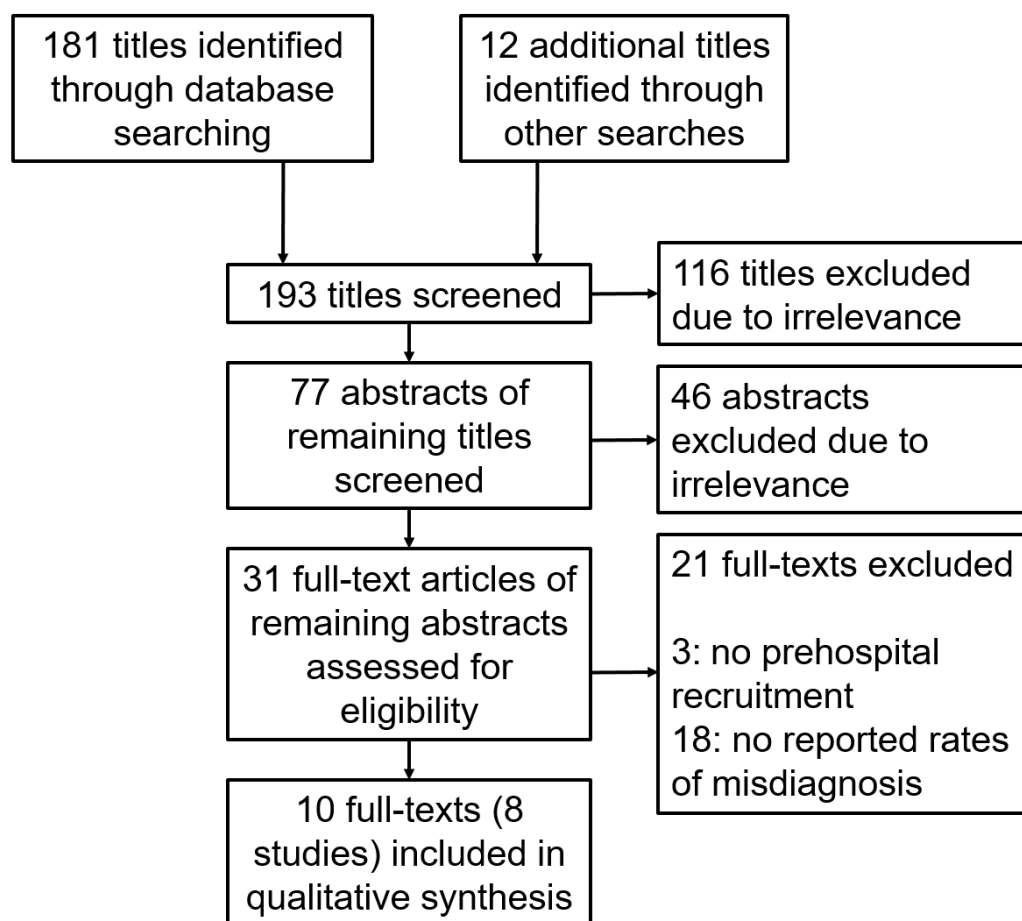 181 titles identified
through database
searching
12 additional titles
identified through
other searches
193 titles screened
116 titles excluded
due to irrelevance
77 abstracts of
remaining titles
screened
46 abstracts
excluded due to
irrelevance
31 full-text articles of
remaining abstracts
assessed for
eligibility
21 full-texts excluded
3: no prehospital
recruitment
18: no reported rates
of misdiagnosis
10 full-texts (8
studies) included in
qualitative synthesis